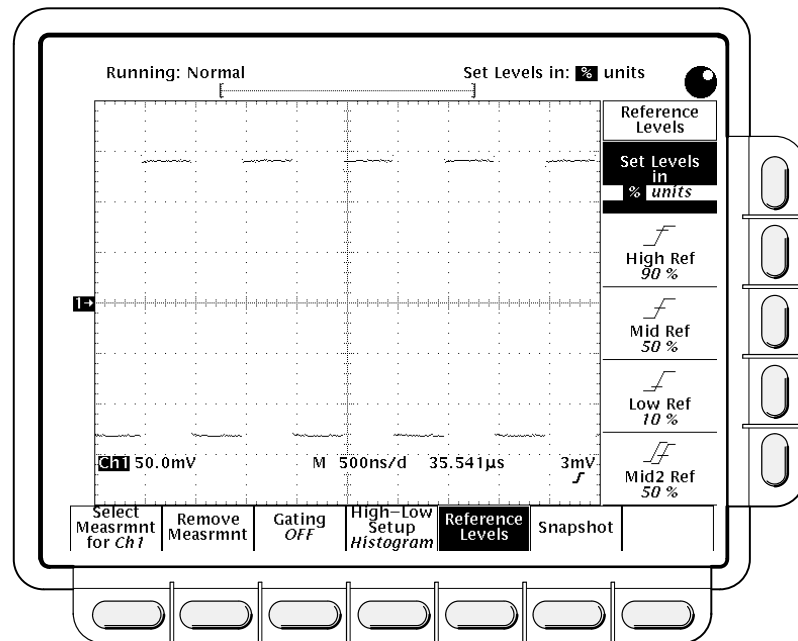 Running: Normal
Set Levels in: % units
Reference
Levels
Set Levels
in
% units
High Ref
90 %
Mid Ref
50 %
Low Ref
10 %
Mid2 Ref
50 %
1→
Ch1 50.0mV
M 500ns/d 35.541µs
3mV
Select
Measrmnt
for Ch1
Remove
Measrmnt
Gating
OFF
High–Low
Setup
Histogram
Reference
Levels
Snapshot